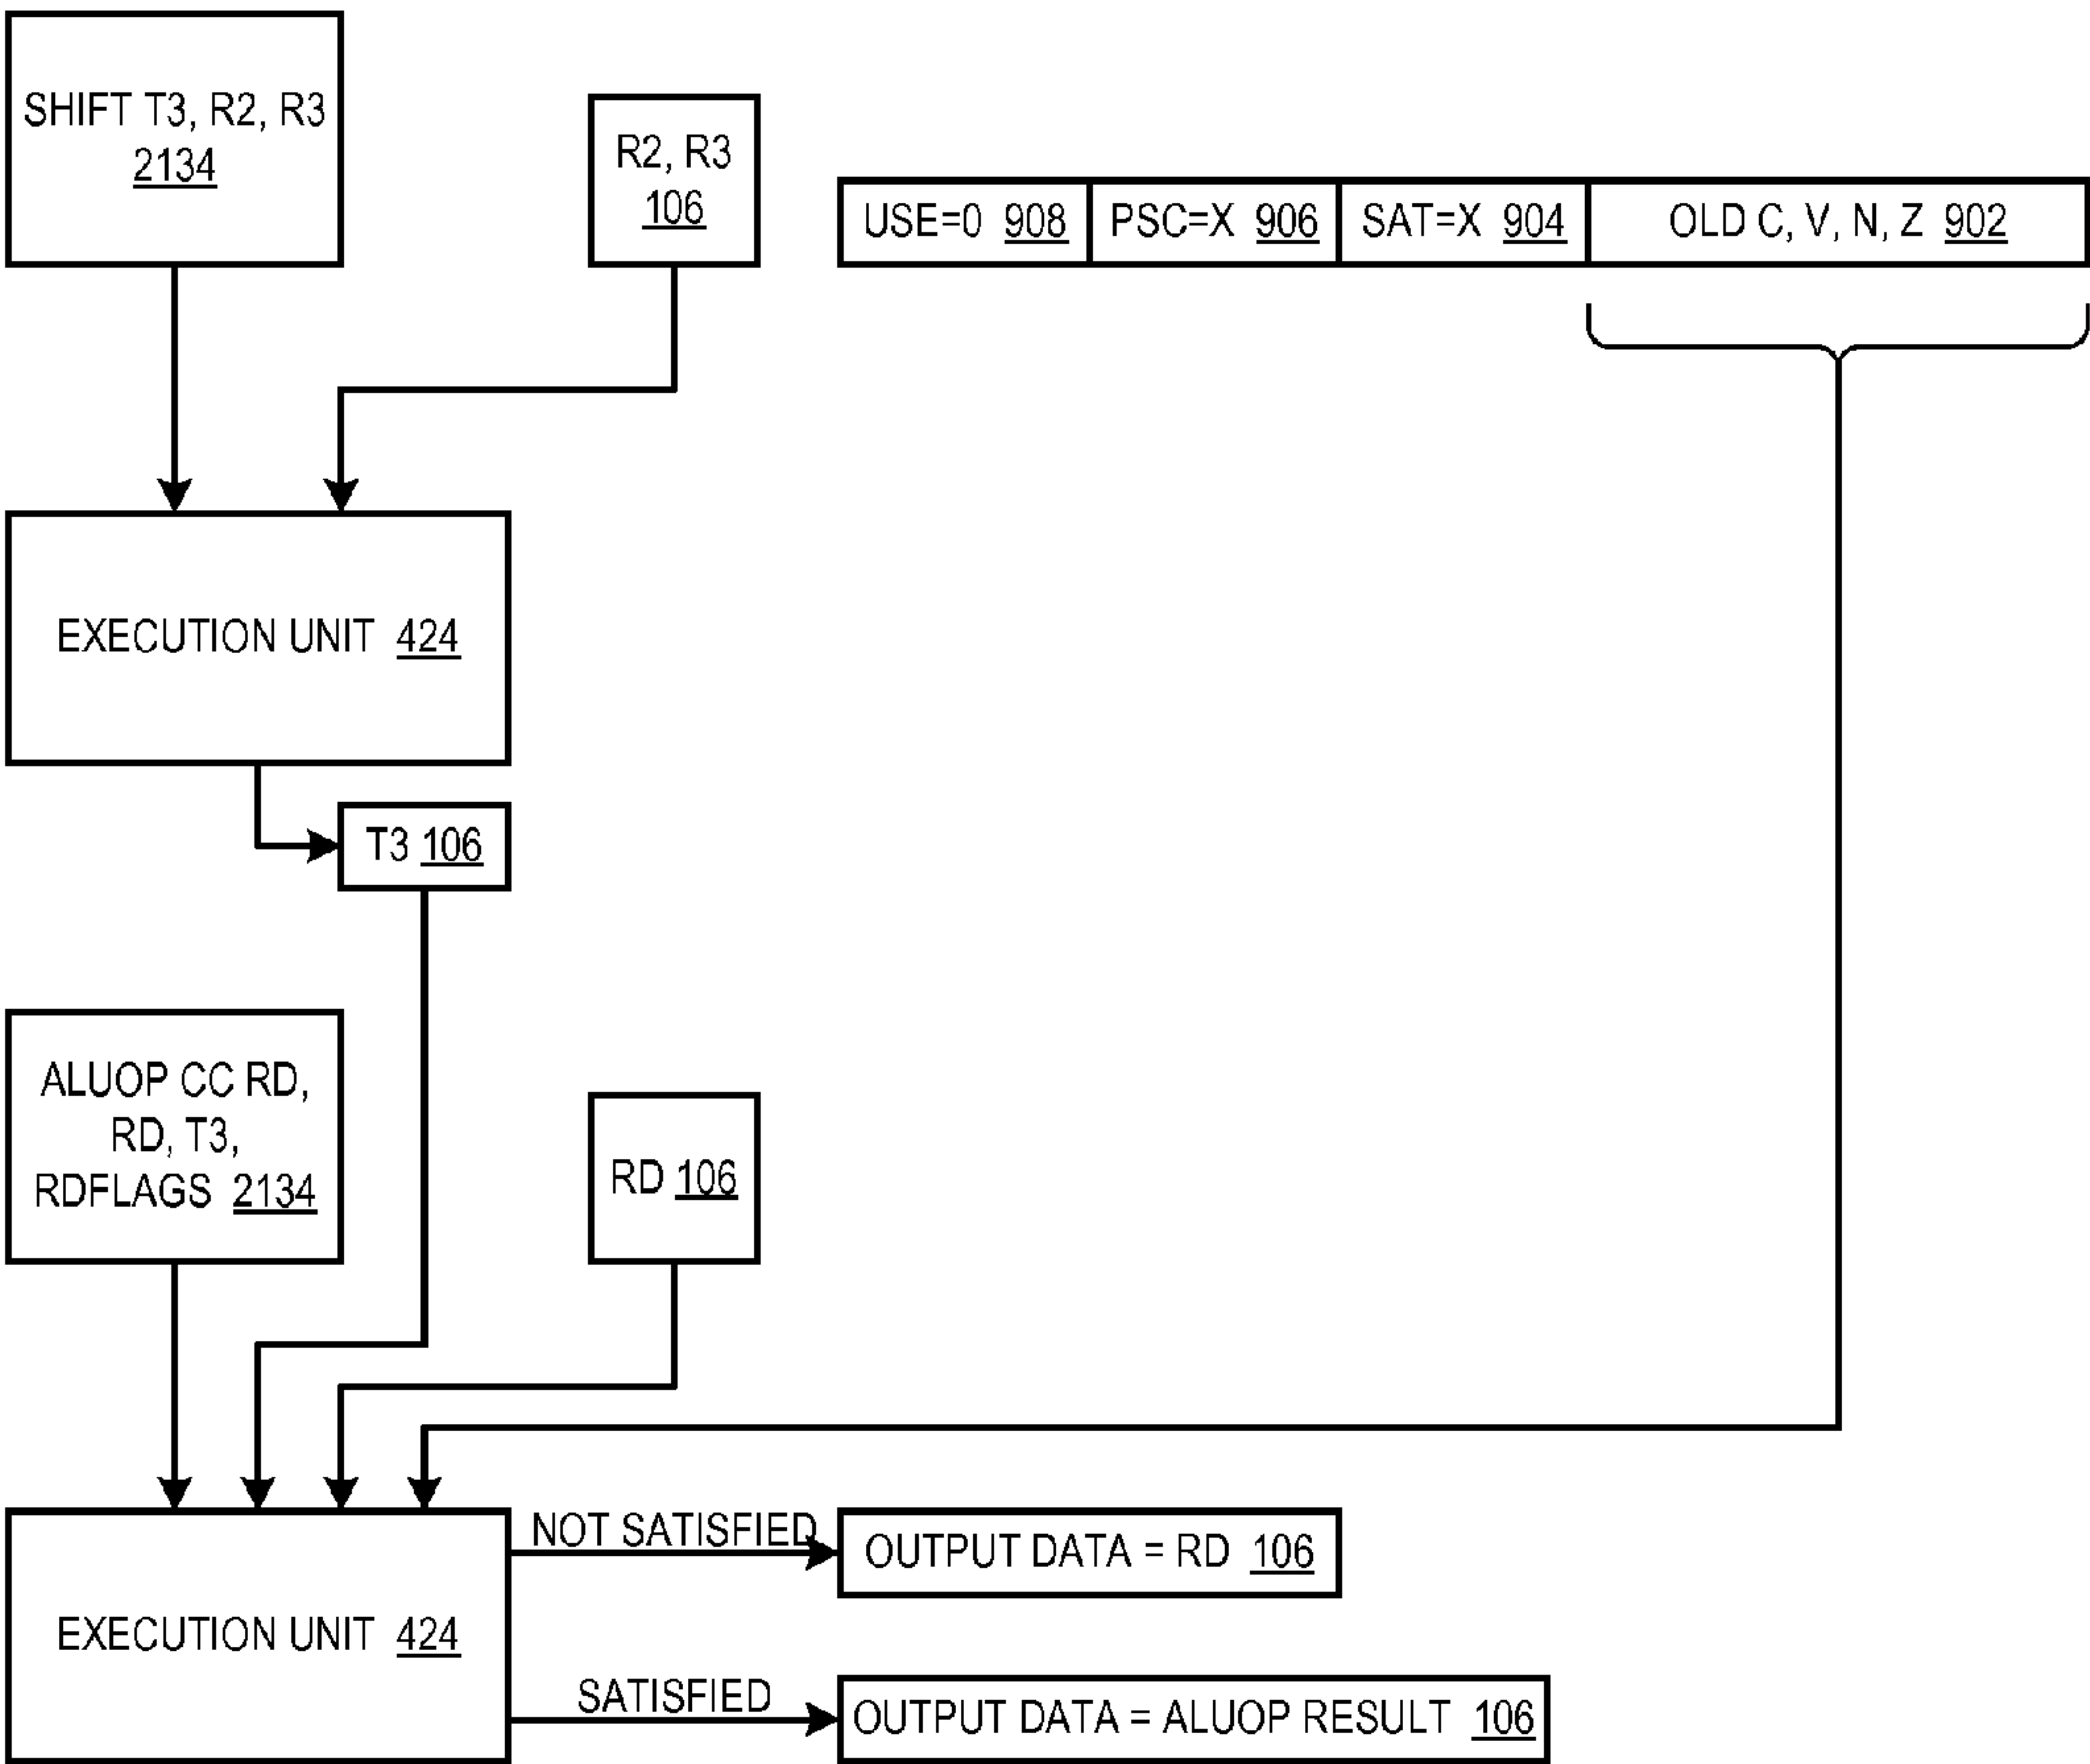 SHIFT T3, R2, R3
2134
R2, R3
106
USE=0 908
PSC=X 906
SAT=X 904
OLD C, V, N, Z 902
EXECUTION UNIT 424
T3 106
ALUOP CC RD,
RD, T3,
RDFLAGS 2134
RD 106
EXECUTION UNIT 424
NOT SATISFIED
OUTPUT DATA = RD 106
SATISFIED
OUTPUT DATA = ALUOP RESULT 106